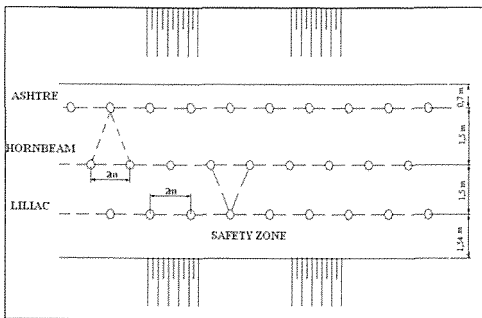 ASHTRE
0,7 m
1,5 m
HORNBEAM
2m
2m
1,5 m
LILIAC
SAFETY ZONE
1,54 m